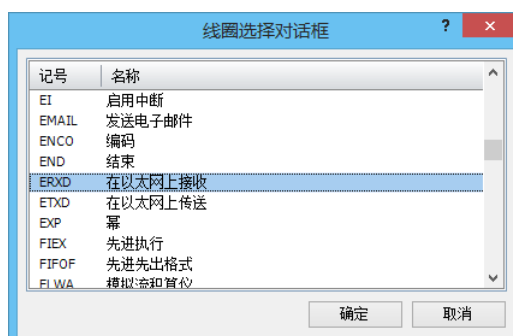 线圈选择对话框
记号 名称
EI 启用中断
EMAIL 发送电子邮件
ENCO 编码
END 结束
ERXD 在以太网上接收
ETXD 在以太网上传送
EXP 幂
FIEX 先进执行
FIFOF 先进先出格式
确定 取消